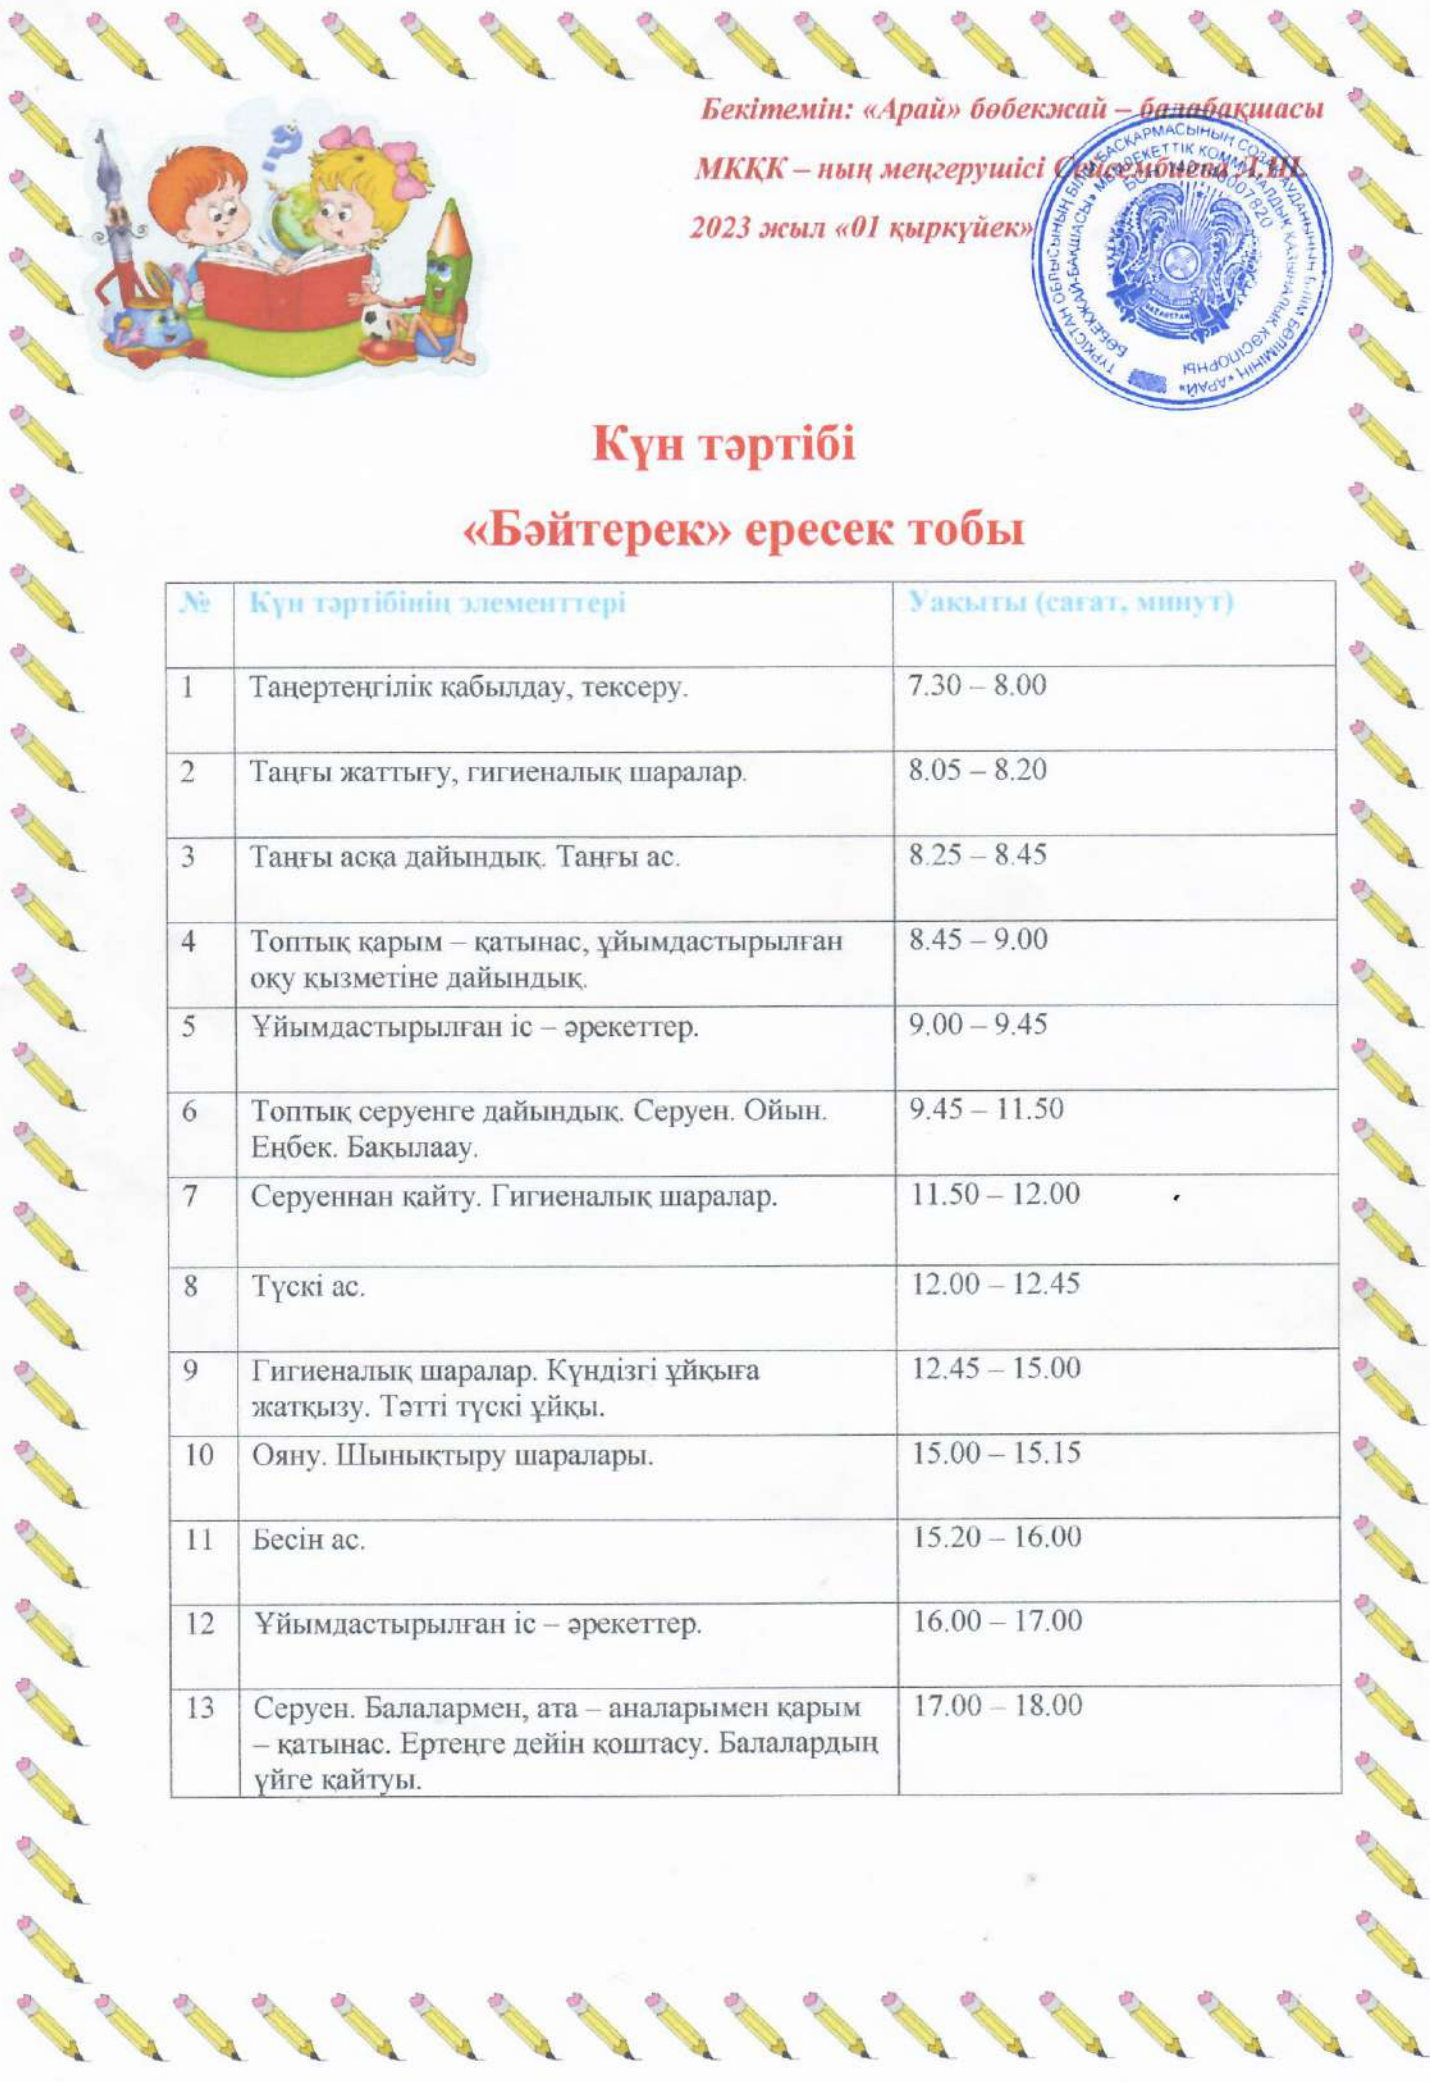 Бекітемін: «Арай» бөбекжай – балабақшасы
МКҚК – ның меңгерушісі Сейсембиева Л.Ш.
2023 жыл «01 қыркүйек»
Күн тәртібі
«Бәйтерек» ересек тобы
№ Күн тәртібінің элементтері Уақыты (сағат, минут)
1 Таңертеңгілік қабылдау, тексеру. 7.30 – 8.00
2 Таңғы жаттығу, гигиеналық шаралар. 8.05 – 8.20
3 Таңғы асқа дайындық. Таңғы ас. 8.25 – 8.45
4 Топтық қарым – қатынас, ұйымдастырылған 8.45 – 9.00
оқу қызметіне дайындық.
5 Ұйымдастырылған іс – әрекеттер. 9.00 – 9.45
6 Топтық серуенге дайындық. Серуен. Ойын. 9.45 – 11.50
Еңбек. Бақылаау.
7 Серуеннан қайту. Гигиеналық шаралар. 11.50 – 12.00
8 Түскі ас. 12.00 – 12.45
9 Гигиеналық шаралар. Күндізгі ұйқыға 12.45 – 15.00
жатқызу. Тәтті түскі ұйқы.
10 Ояну. Шынықтыру шаралары. 15.00 – 15.15
11 Бесін ас. 15.20 – 16.00
12 Ұйымдастырылған іс – әрекеттер. 16.00 – 17.00
13 Серуен. Балалармен, ата – аналарымен қарым 17.00 – 18.00
– қатынас. Ертеңге дейін қоштасу. Балалардың
үйге қайтуы.